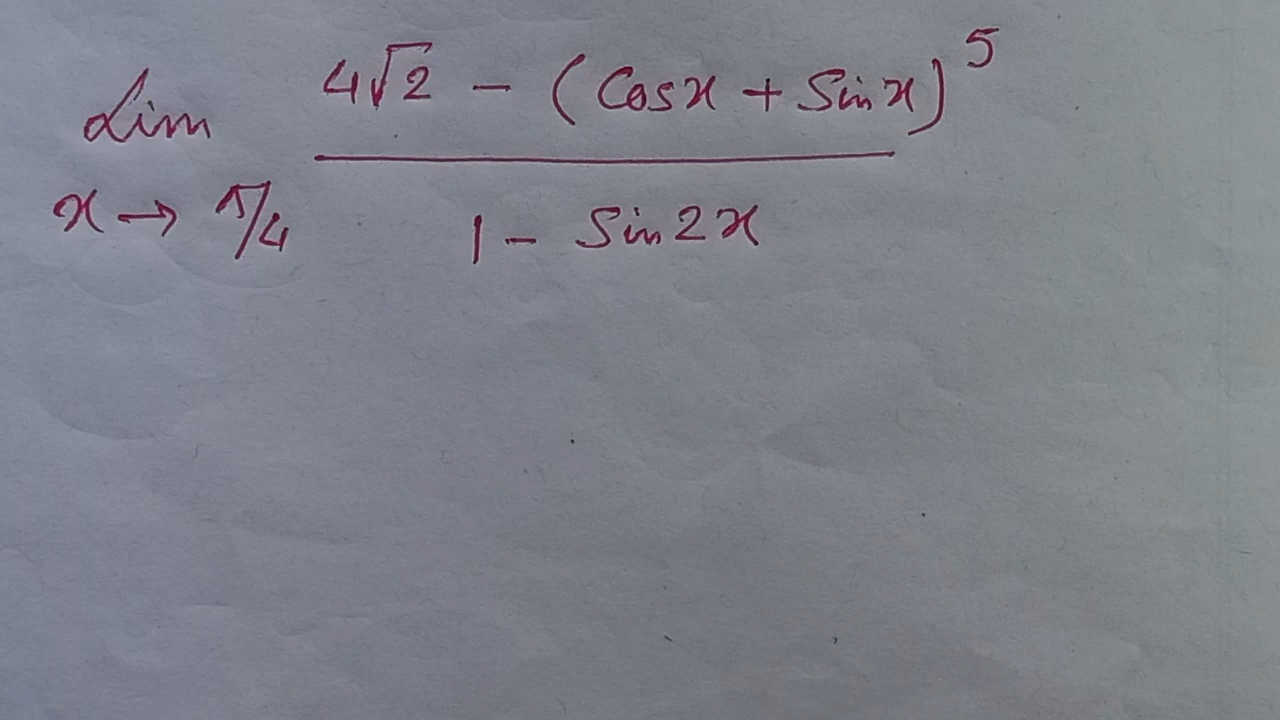 4√2 - (Cosx + Sinx)^5
Lim
x → π/4
1 - Sin2x